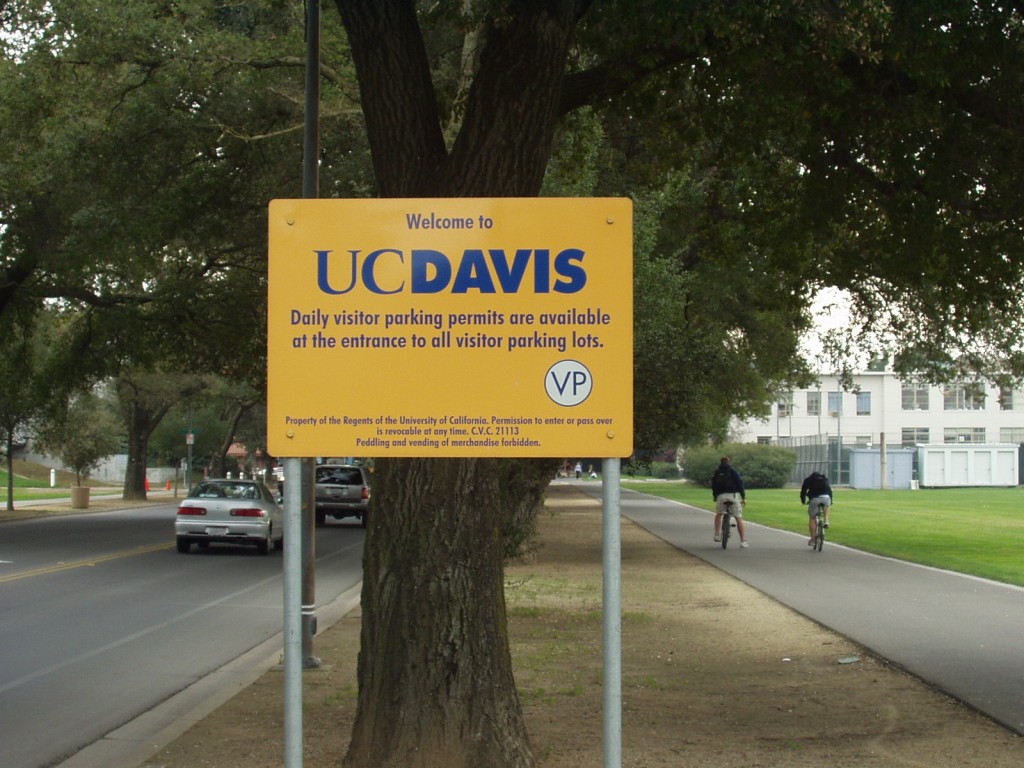 Welcome to
UCDAVIS
Daily visitor parking permits are available
at the entrance to all visitor parking lots.
VP
Property of the Regents of the University of California. Permission to enter or pass over
is revocable at any time. C.V.C. 21113
Peddling and vending of merchandise forbidden.